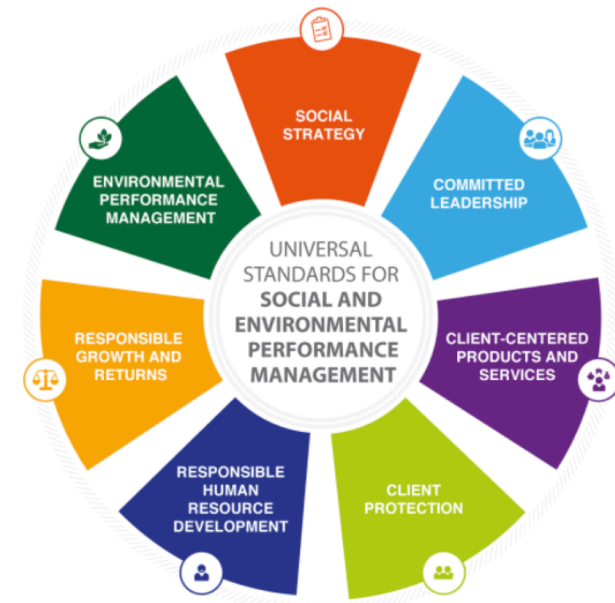 SOCIAL
STRATEGY
COMMITTED
LEADERSHIP
CLIENT-CENTERED
PRODUCTS AND
SERVICES
CLIENT
PROTECTION
RESPONSIBLE
HUMAN
RESOURCE
DEVELOPMENT
RESPONSIBLE
GROWTH AND
RETURNS
ENVIRONMENTAL
PERFORMANCE
MANAGEMENT
UNIVERSAL
STANDARDS FOR
SOCIAL AND
ENVIRONMENTAL
PERFORMANCE
MANAGEMENT